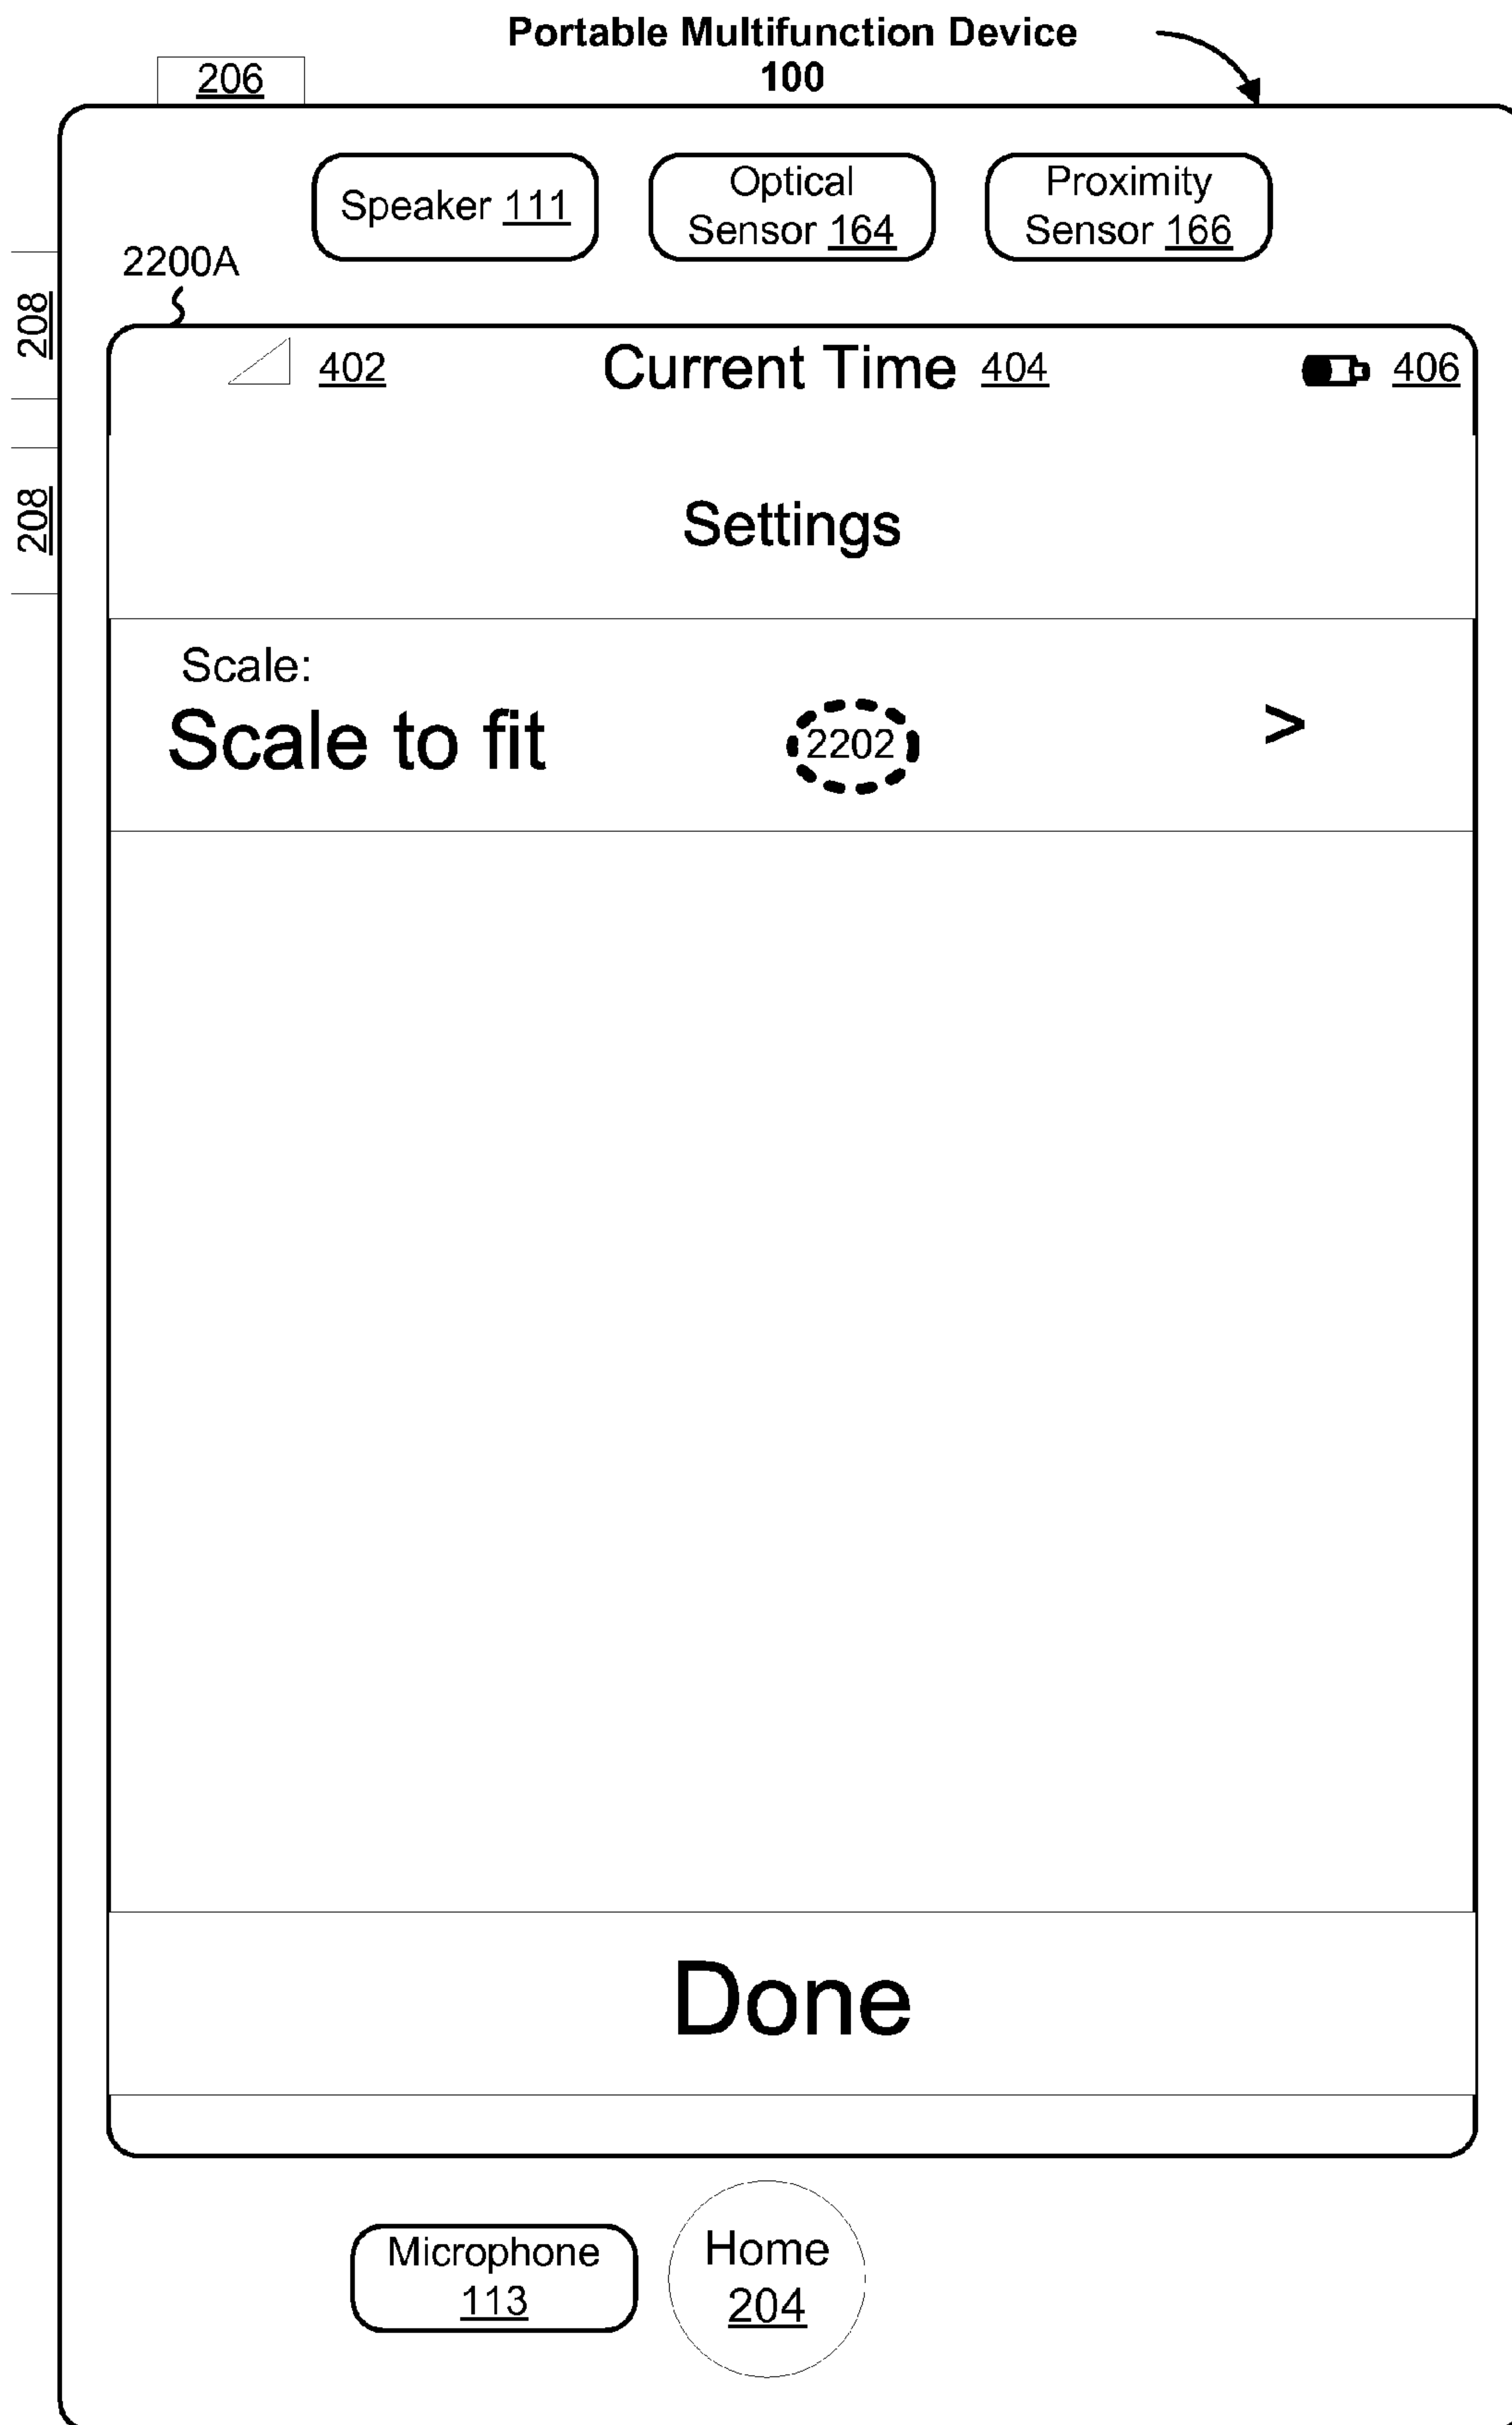 Portable Multifunction Device
100
206
Speaker 111
Optical
Sensor 164
Proximity
Sensor 166
2200A
208
402
Current Time 404
406
208
Settings
Scale:
Scale to fit
2202
>
Done
Microphone
113
Home
204